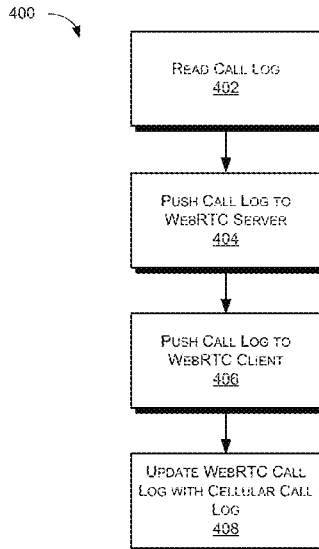 400
READ CALL LOG
402
PUSH CALL LOG TO
WEBRTC SERVER
404
PUSH CALL LOG TO
WEBRTC CLIENT
406
UPDATE WEBRTC CALL
LOG WITH CELLULAR CALL
LOG
408